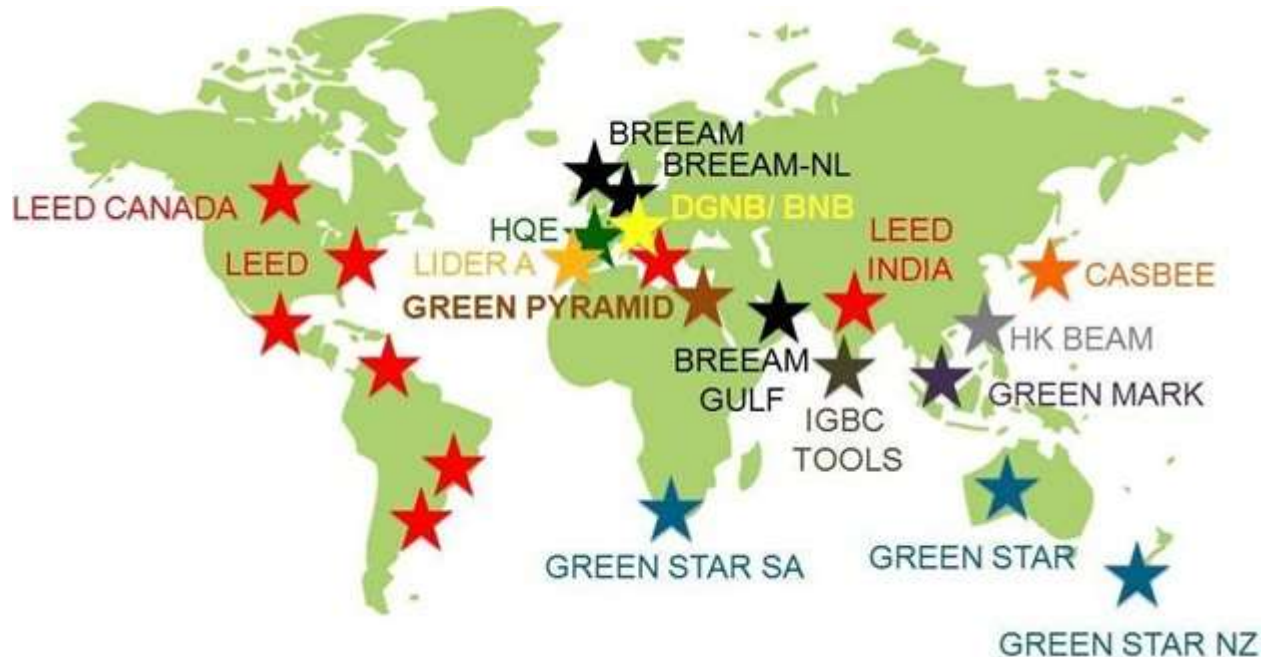 BREEAM
BREEAM-NL
LEED CANADA
DGNB/ BNB
HQE
LEED
INDIA
LEED
LIDER A
CASBEE
GREEN PYRAMID
HK BEAM
BREEAM
GULF
GREEN MARK
IGBC
TOOLS
GREEN STAR SA
GREEN STAR
GREEN STAR NZ